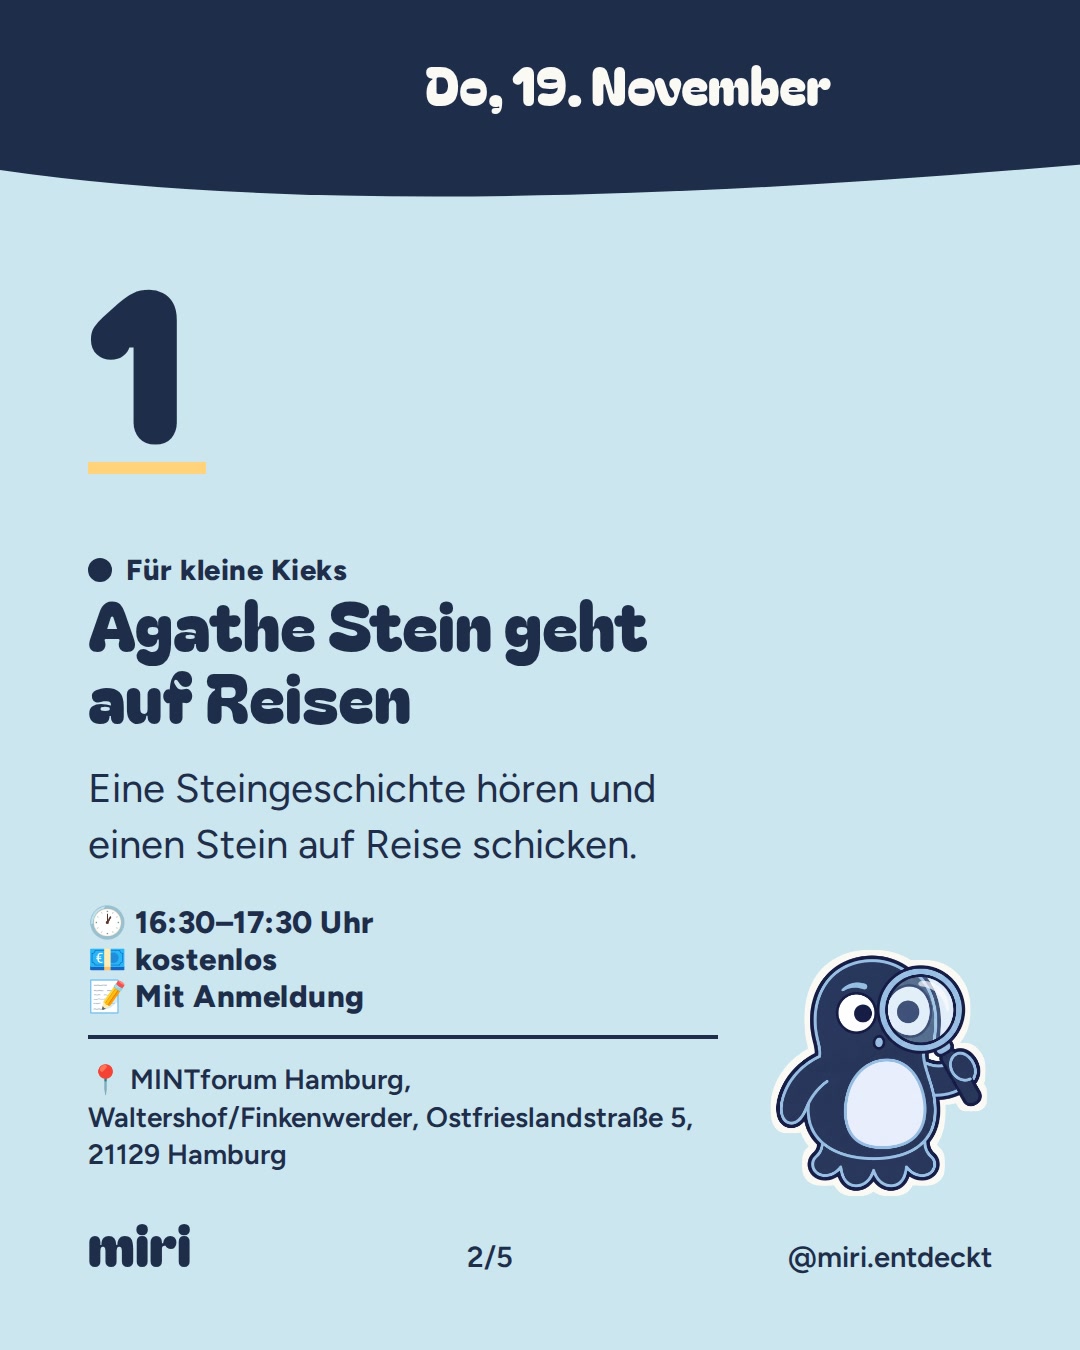 Do, 19. November
1
Für kleine Kieks
Agathe Stein geht
auf Reisen
Eine Steingeschichte hören und
einen Stein auf Reise schicken.
🕐 16:30–17:30 Uhr
💶 kostenlos
📝 Mit Anmeldung
📍 MINTforum Hamburg,
Waltershof/Finkenwerder, Ostfrieslandstraße 5,
21129 Hamburg
miri
2/5
@miri.entdeckt